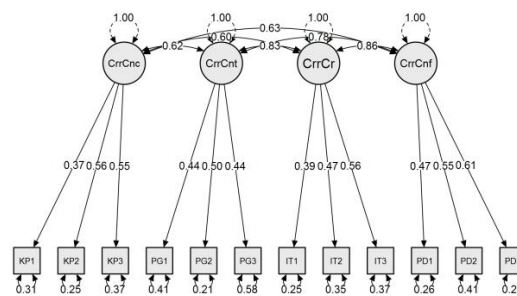 1.00 1.00 1.00 1.00
0.63
0.60 0.78
0.62 0.83 0.86
CrrCnc CrrCnt CrrCr CrrCnf
0.37 0.56 0.55 0.44 0.50 0.44 0.39 0.47 0.56 0.47 0.55 0.61
KP1 KP2 KP3 PG1 PG2 PG3 IT1 IT2 IT3 PD1 PD2
0.31 0.25 0.37 0.41 0.21 0.58 0.25 0.35 0.37 0.26 0.41